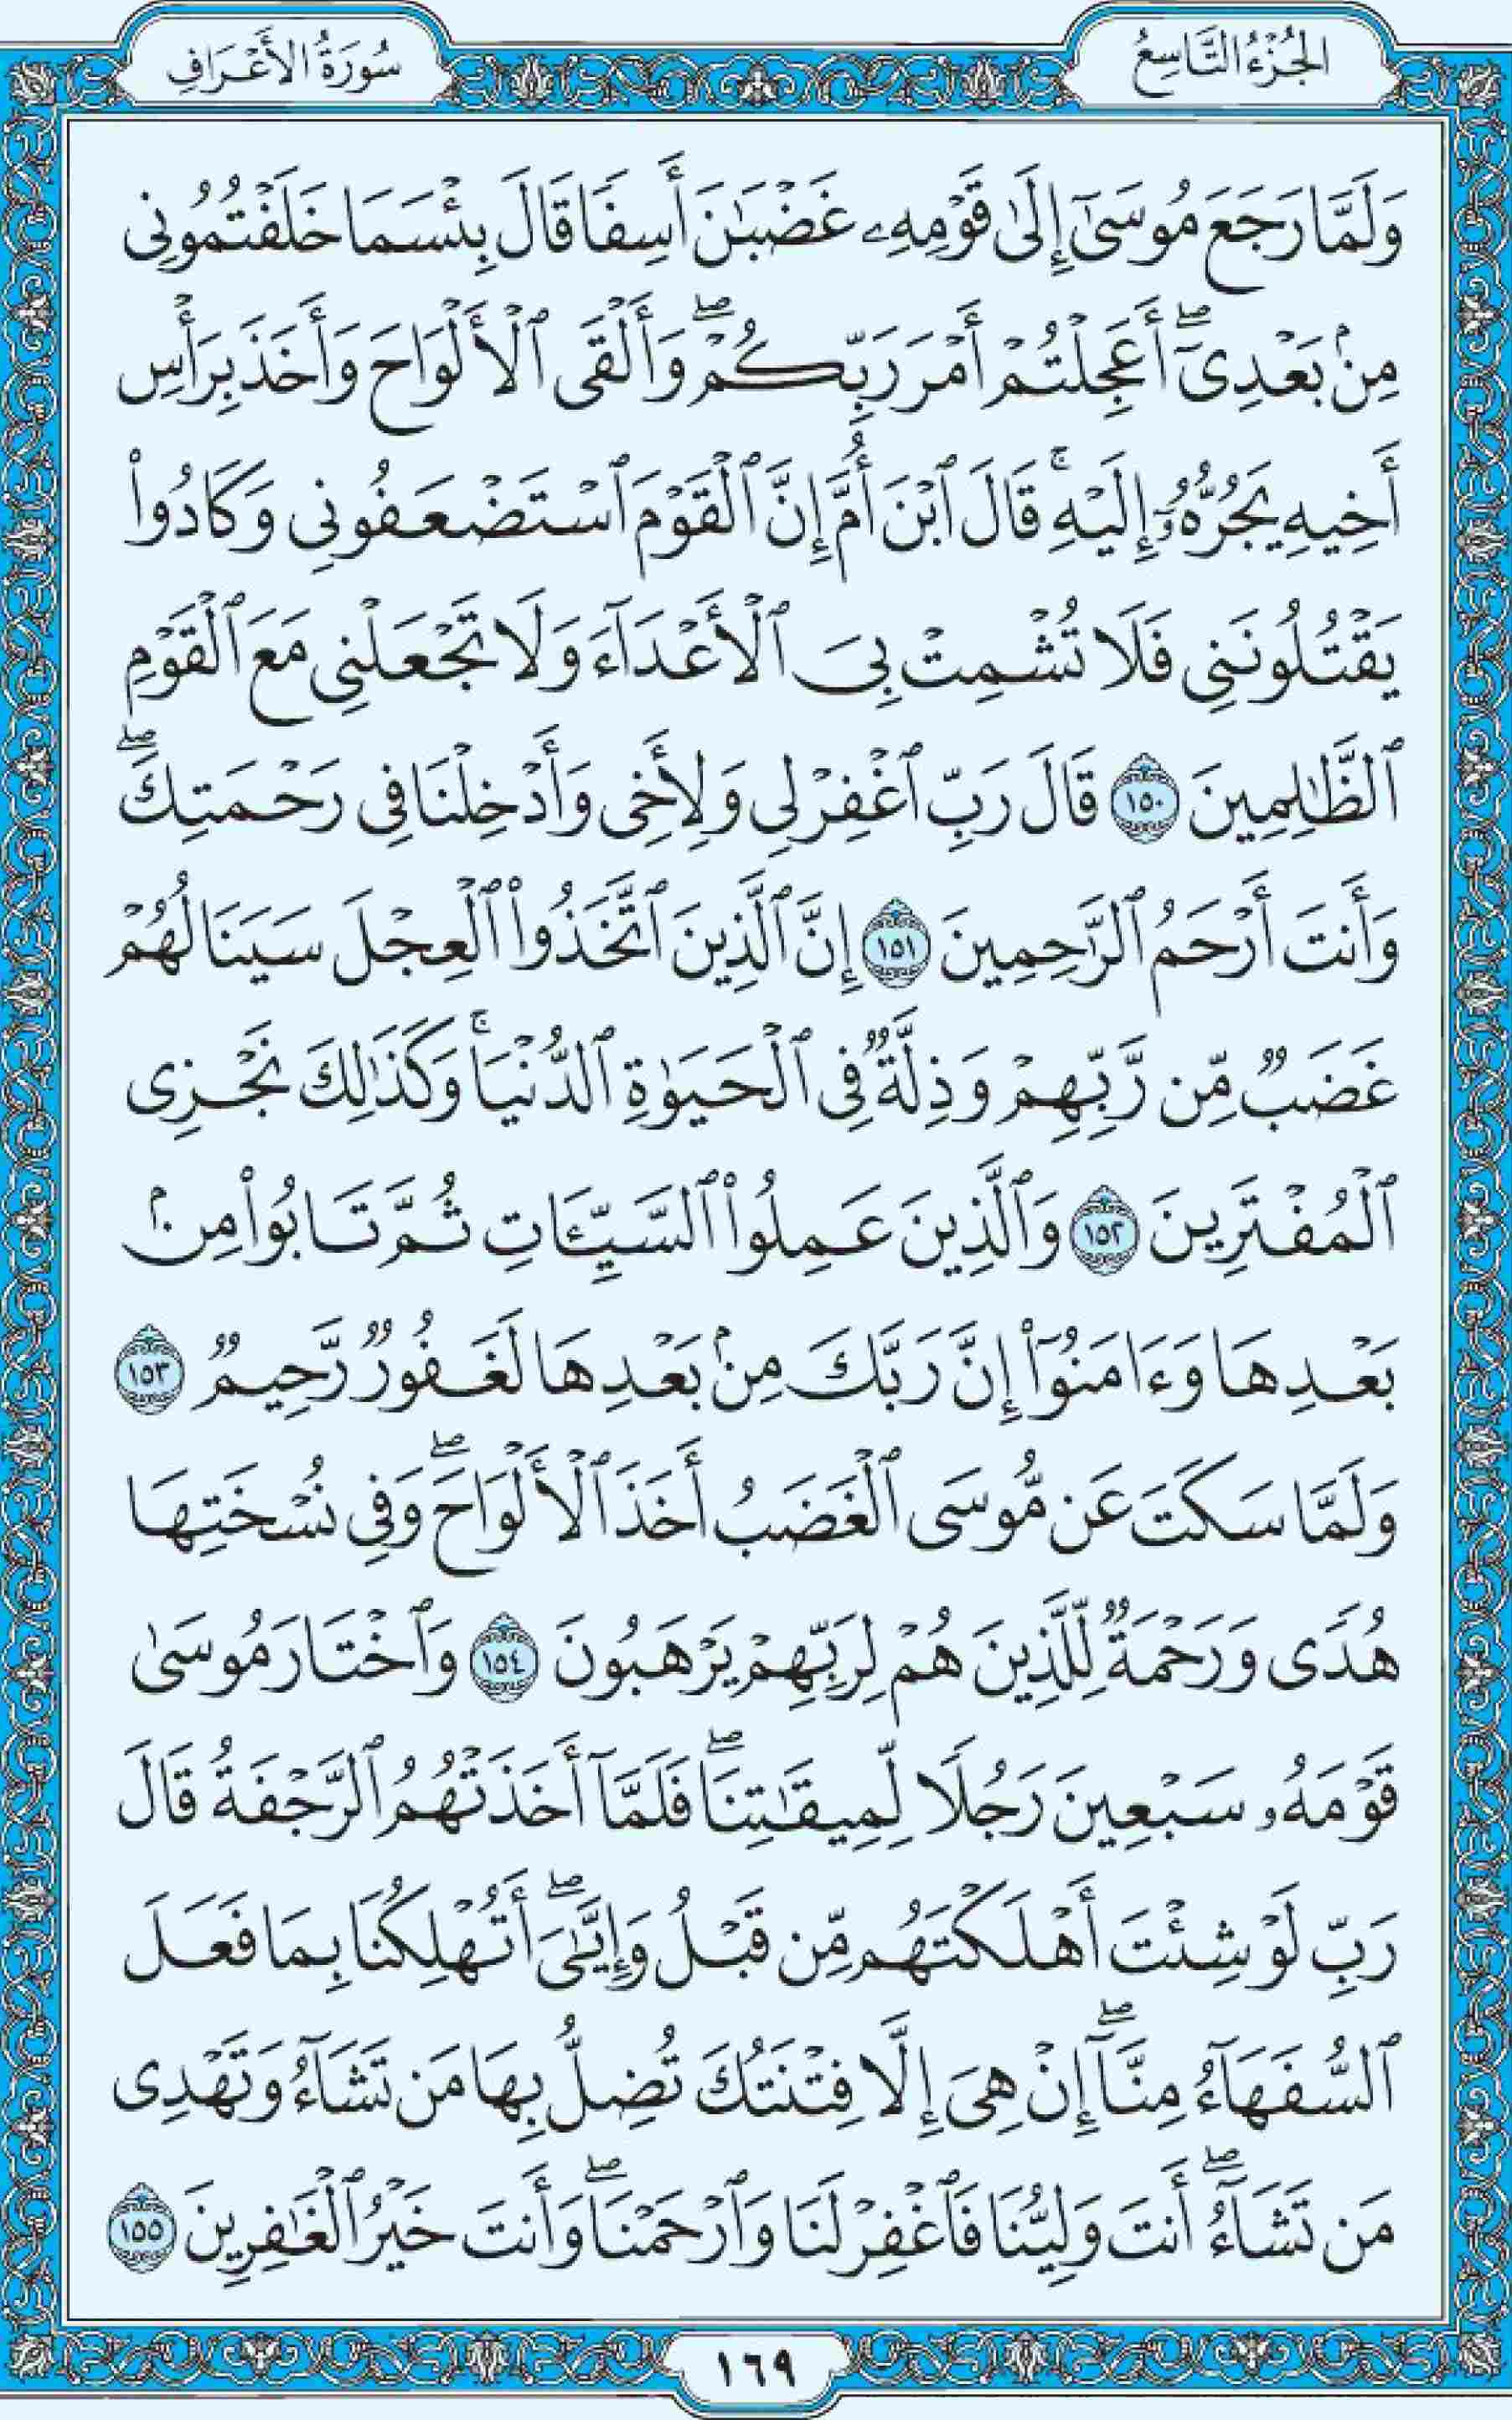 الجُزْءُ التَّاسِعُ
سُورَةُ الأَعْرَافِ
وَلَمَّا رَجَعَ مُوسَىٰٓ إِلَىٰ قَوْمِهِۦ غَضْبَٰنَ أَسِفًا قَالَ بِئْسَمَا خَلَفْتُمُونِى
مِنۢ بَعْدِىٓۖ أَعَجِلْتُمْ أَمْرَ رَبِّكُمْۖ وَأَلْقَى ٱلْأَلْوَاحَ وَأَخَذَ بِرَأْسِ
أَخِيهِ يَجُرُّهُۥٓ إِلَيْهِۚ قَالَ ٱبْنَ أُمَّ إِنَّ ٱلْقَوْمَ ٱسْتَضْعَفُونِى وَكَادُوا۟
يَقْتُلُونَنِى فَلَا تُشْمِتْ بِىَ ٱلْأَعْدَآءَ وَلَا تَجْعَلْنِى مَعَ ٱلْقَوْمِ
ٱلظَّٰلِمِينَ ١٥٠ قَالَ رَبِّ ٱغْفِرْ لِى وَلِأَخِى وَأَدْخِلْنَا فِى رَحْمَتِكَۖ
وَأَنتَ أَرْحَمُ ٱلرَّٰحِمِينَ ١٥١ إِنَّ ٱلَّذِينَ ٱتَّخَذُوا۟ ٱلْعِجْلَ سَيَنَالُهُمْ
غَضَبٌ مِّن رَّبِّهِمْ وَذِلَّةٌ فِى ٱلْحَيَوٰةِ ٱلدُّنْيَاۚ وَكَذَٰلِكَ نَجْزِى
ٱلْمُفْتَرِينَ ١٥٢ وَٱلَّذِينَ عَمِلُوا۟ ٱلسَّيِّـَٔاتِ ثُمَّ تَابُوا۟ مِنۢ
بَعْدِهَا وَءَامَنُوٓا۟ إِنَّ رَبَّكَ مِنۢ بَعْدِهَا لَغَفُورٌ رَّحِيمٌ ١٥٣
وَلَمَّا سَكَتَ عَن مُّوسَى ٱلْغَضَبُ أَخَذَ ٱلْأَلْوَاحَۖ وَفِى نُسْخَتِهَا
هُدًى وَرَحْمَةٌ لِّلَّذِينَ هُمْ لِرَبِّهِمْ يَرْهَبُونَ ١٥٤ وَٱخْتَارَ مُوسَىٰ
قَوْمَهُۥ سَبْعِينَ رَجُلًا لِّمِيقَٰتِنَاۖ فَلَمَّآ أَخَذَتْهُمُ ٱلرَّجْفَةُ قَالَ
رَبِّ لَوْ شِئْتَ أَهْلَكْتَهُم مِّن قَبْلُ وَإِيَّٰىَۖ أَتُهْلِكُنَا بِمَا فَعَلَ
ٱلسُّفَهَآءُ مِنَّآۖ إِنْ هِىَ إِلَّا فِتْنَتُكَ تُضِلُّ بِهَا مَن تَشَآءُ وَتَهْدِى
مَن تَشَآءُۖ أَنتَ وَلِيُّنَا فَٱغْفِرْ لَنَا وَٱرْحَمْنَاۖ وَأَنتَ خَيْرُ ٱلْغَٰفِرِينَ ١٥٥
١٦٩